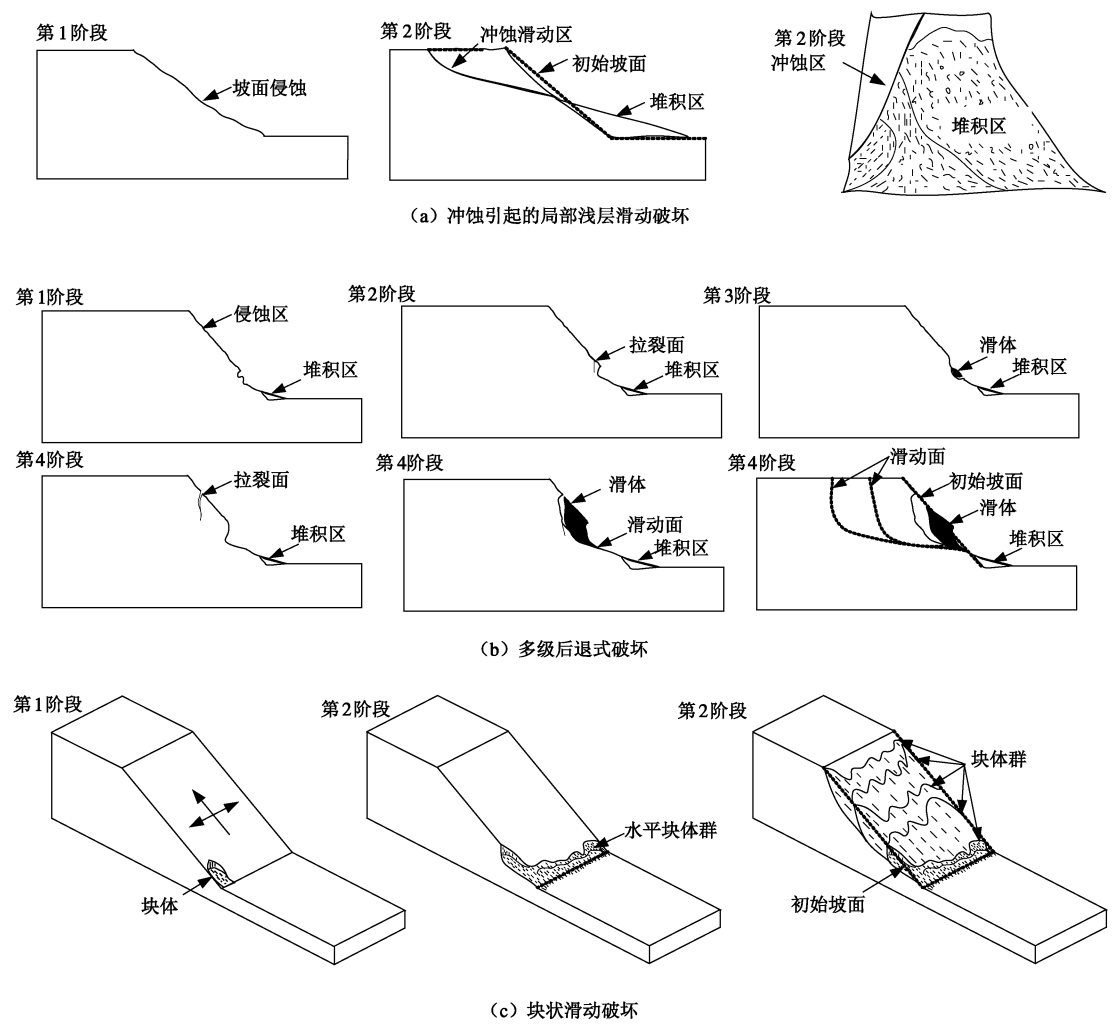 第1阶段
坡面侵蚀
第2阶段
冲蚀滑动区
初始坡面
堆积区
第2阶段
冲蚀区
堆积区
（a）冲蚀引起的局部浅层滑动破坏
第1阶段
侵蚀区
堆积区
第2阶段
拉裂面
堆积区
第3阶段
滑体
堆积区
第4阶段
拉裂面
堆积区
第4阶段
滑体
滑动面
堆积区
第4阶段
滑动面
初始坡面
滑体
堆积区
（b）多级后退式破坏
第1阶段
块体
第2阶段
水平块体群
第2阶段
块体群
初始坡面
（c）块状滑动破坏